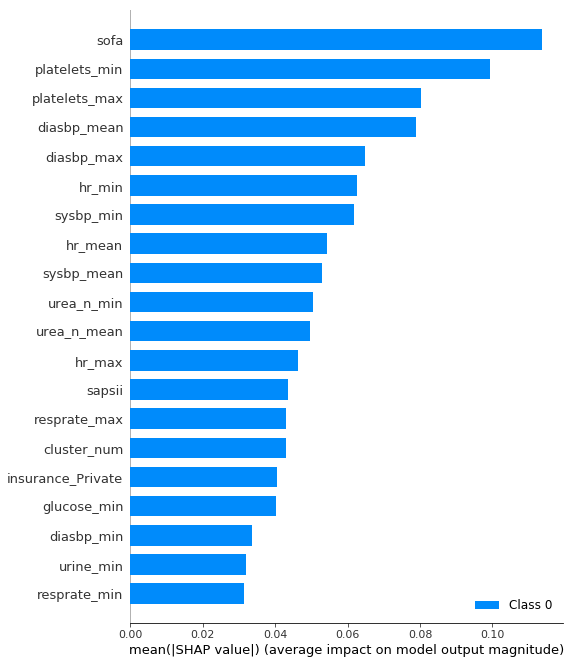 sofa
platelets_min
platelets_max
diasbp_mean
diasbp_max
hr_min
sysbp_min
hr_mean
sysbp_mean
urea_n_min
urea_n_mean
hr_max
sapsii
resprate_max
cluster_num
insurance_Private
glucose_min
diasbp_min
urine_min
resprate_min
Class 0
0.00 0.02 0.04 0.06 0.08 0.10
mean(|SHAP value|) (average impact on model output magnitude)